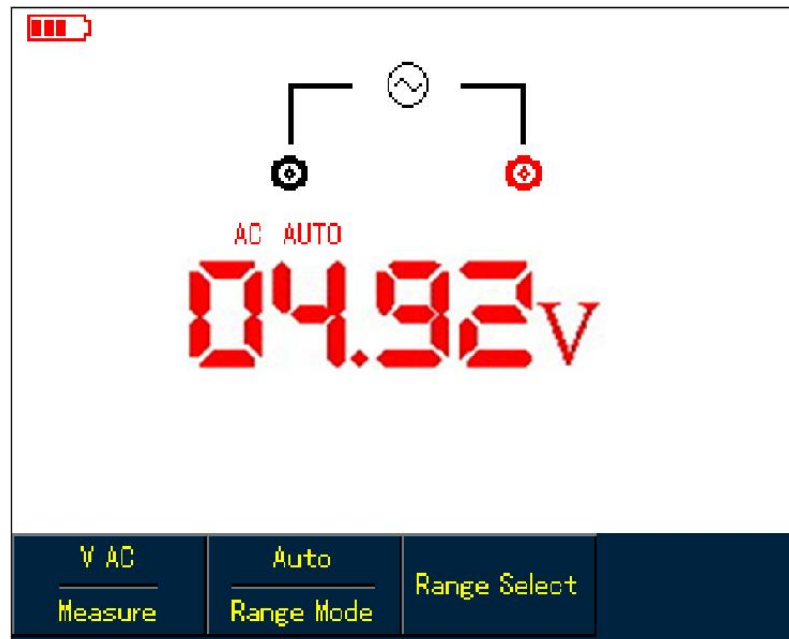 AC AUTO
04.92V
V AC
Measure
Auto
Range Mode
Range Select